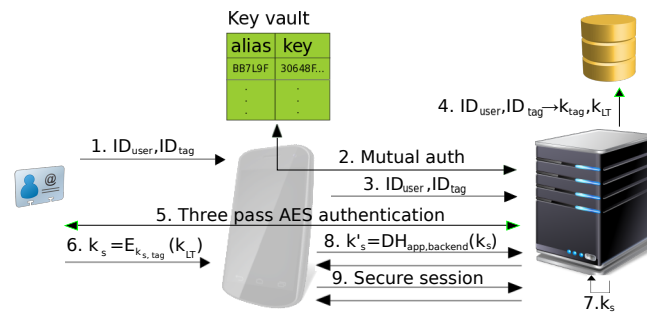 Key vault
alias key
BB7L9F 30648F...
. .
. .
. .
4. ID_user,ID_tag→k_tag,k_LT
1. ID_user,ID_tag
2. Mutual auth
@
3. ID_user,ID_tag
5. Three pass AES authentication
6. k_s =E_k_s, tag (k_LT)
8. k'_s=DH_app,backend(k_s)
9. Secure session
7.k_s